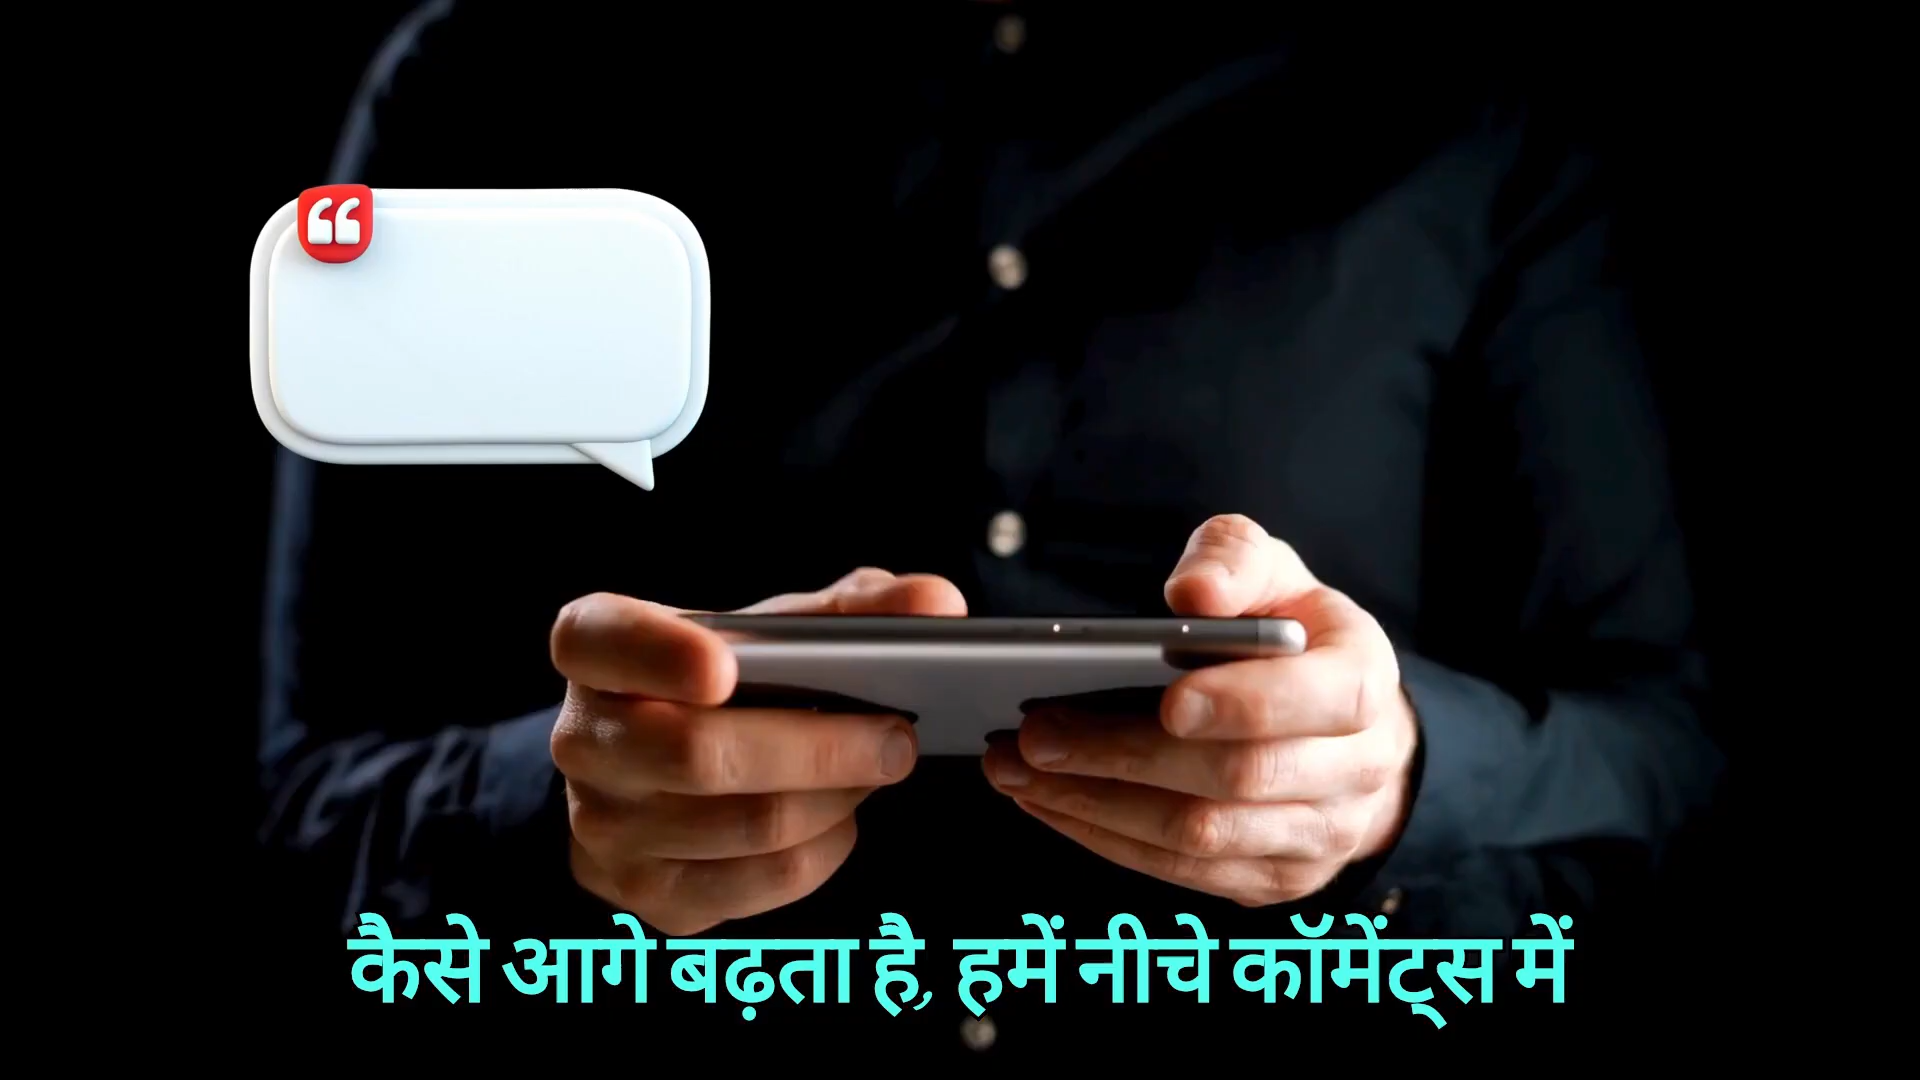 “
कैसे आगे बढ़ता है, हमें नीचे कॉमेंट्स में